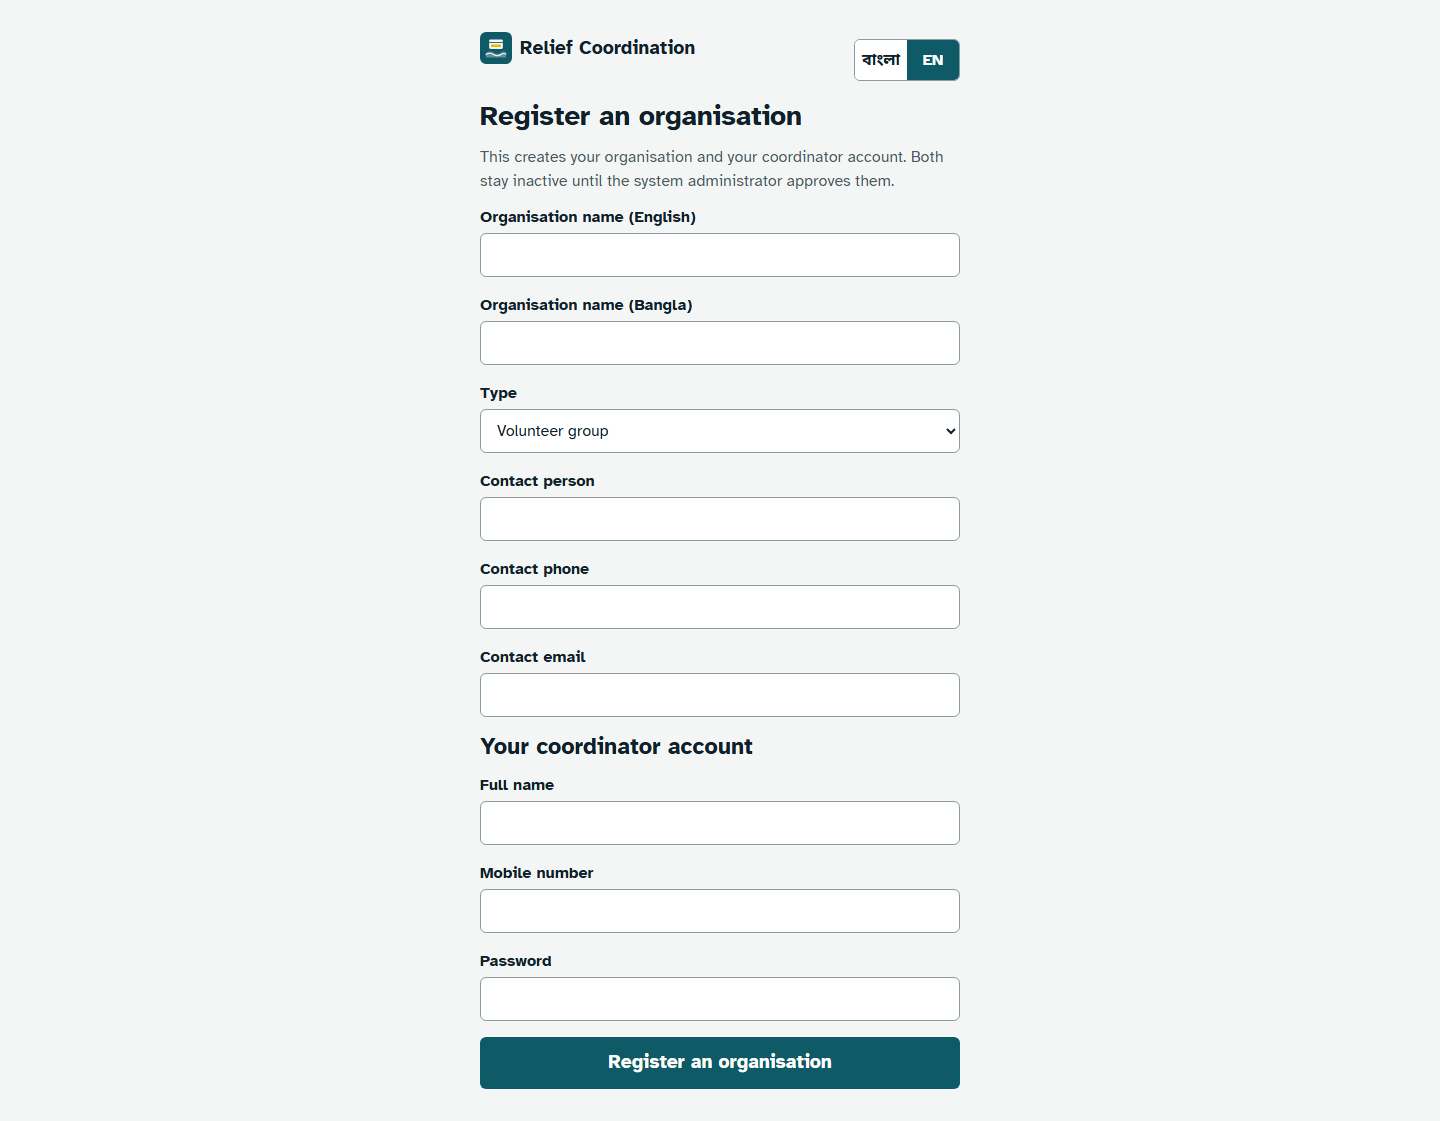 Relief Coordination
বাংলা EN
Register an organisation
This creates your organisation and your coordinator account. Both
stay inactive until the system administrator approves them.
Organisation name (English)
Organisation name (Bangla)
Type
Volunteer group
Contact person
Contact phone
Contact email
Your coordinator account
Full name
Mobile number
Password
Register an organisation